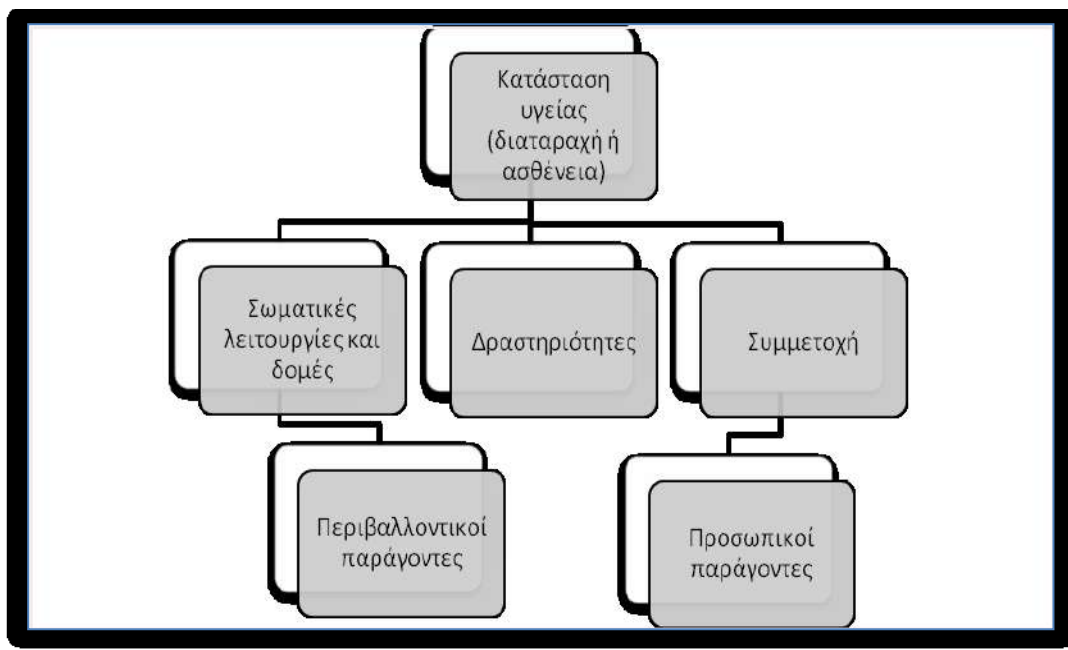 Κατάσταση
υγείας
(διαταραχή ή
ασθένεια)
Σωματικές
λειτουργίες και
δομές
Δραστηριότητες
Συμμετοχή
Περιβαλλοντικοί
παράγοντες
Προσωπικοί
παράγοντες